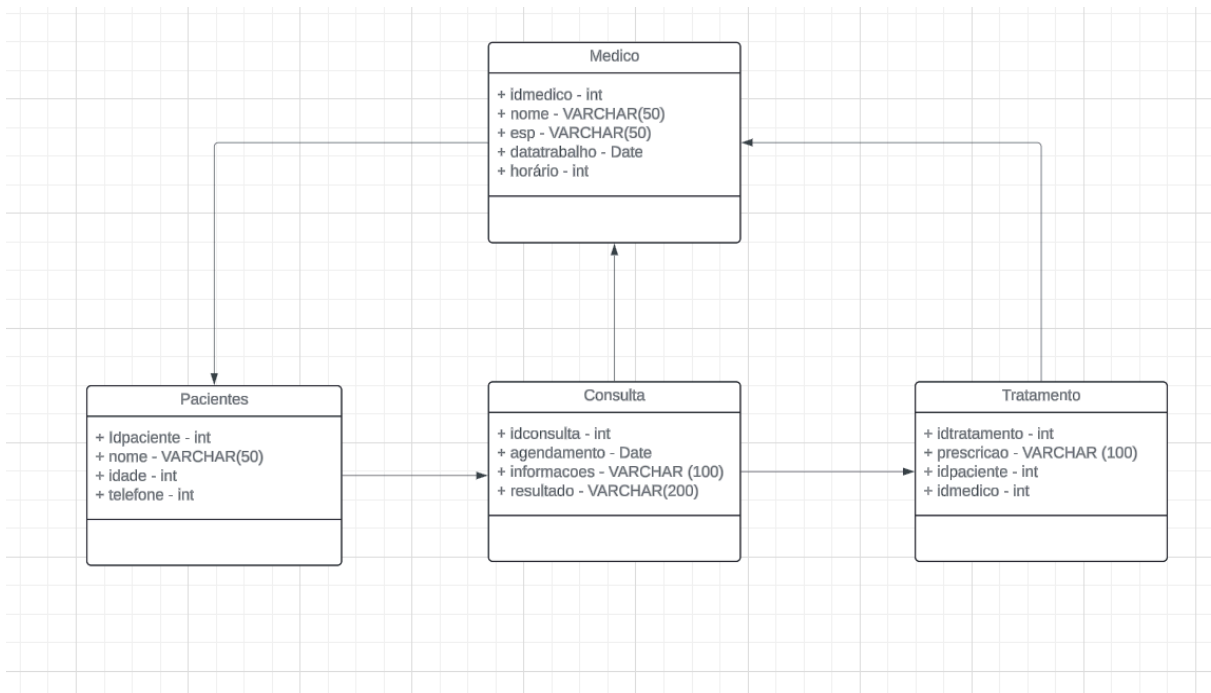 Medico
+ idmedico - int
+ nome - VARCHAR(50)
+ esp - VARCHAR(50)
+ datatrabalho - Date
+ horário - int
Pacientes
+ Idpaciente - int
+ nome - VARCHAR(50)
+ idade - int
+ telefone - int
Consulta
+ idconsulta - int
+ agendamento - Date
+ informacoes - VARCHAR (100)
+ resultado - VARCHAR(200)
Tratamento
+ idtratamento - int
+ prescricao - VARCHAR (100)
+ idpaciente - int
+ idmedico - int